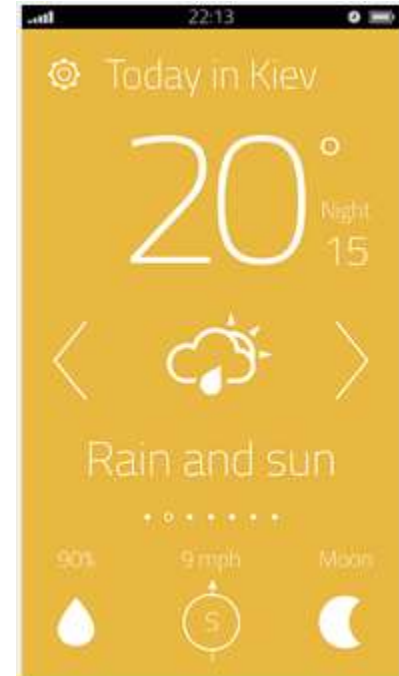 22:13
Today in Kiev
20°
Night
15
Rain and sun
90% 9 mph Moon
S